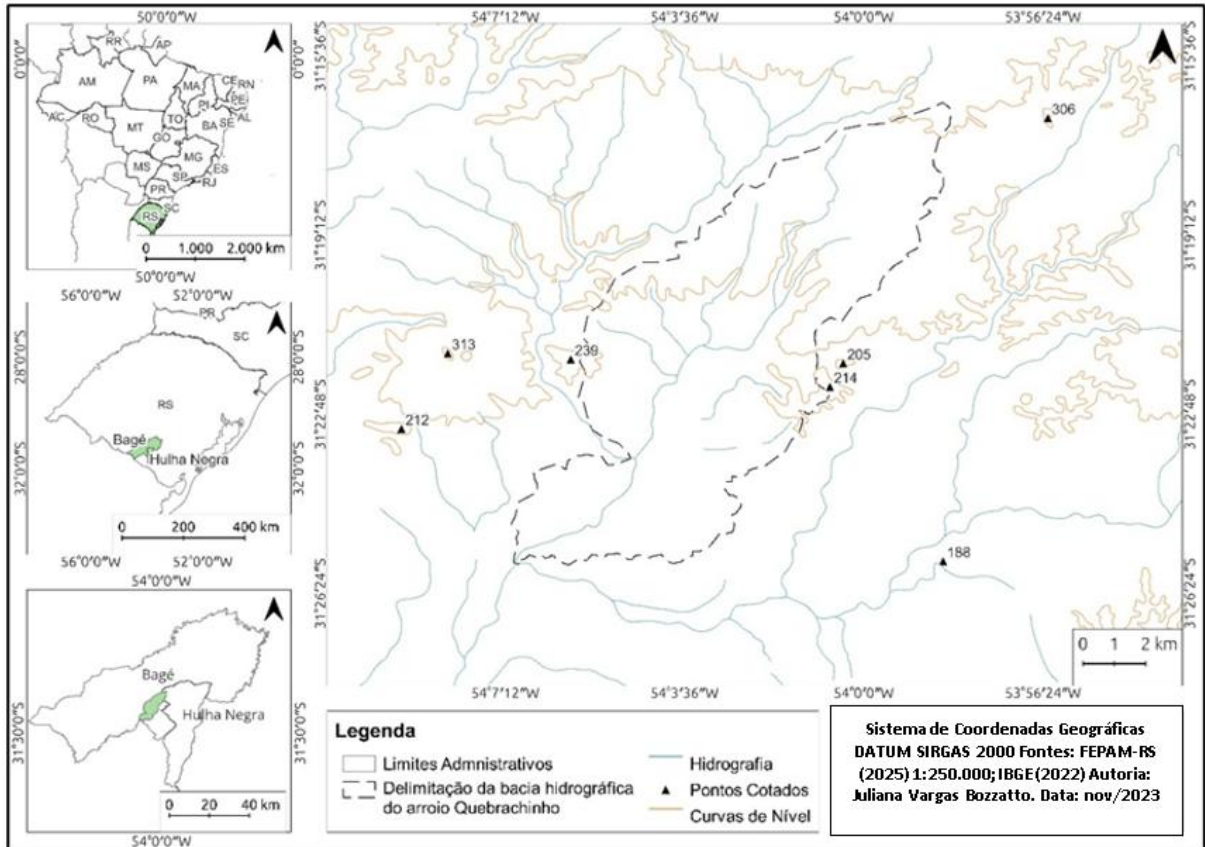 50°0'0"W
0°0'0"
RR
AP
AM
PA
MA
CE
RN
PI
PE
AC
RO
TO
AL
SE
MT
BA
GO
MG
MS
ES
SP
RJ
PR
SC
RS
0 1.000 2.000 km
50°0'0"W
56°0'0"W 52°0'0"W
PR
SC
28°0'0"S
RS
Bagé
Hulha Negra
32°0'0"S
0 200 400 km
56°0'0"W 52°0'0"W
54°0'0"W
Bagé
Hulha Negra
31°30'0"S
31°30'0"S
0 20 40 km
54°0'0"W
54°7'12"W 54°3'36"W 54°0'0"W 53°56'24"W
31°15'36"S
31°15'36"S
306
31°19'12"S
31°19'12"S
313
239
205
214
212
31°22'48"S
31°22'48"S
188
31°26'24"S
31°26'24"S
0 1 2 km
54°7'12"W 54°3'36"W 54°0'0"W 53°56'24"W
Legenda
Limites Admnistrativos
Delimitação da bacia hidrográfica
do arroio Quebrachinho
Hidrografia
Pontos Cotados
Curvas de Nível
Sistema de Coordenadas Geográficas
DATUM SIRGAS 2000 Fontes: FEPAM-RS
(2025) 1:250.000; IBGE (2022) Autoria:
Juliana Vargas Bozzatto. Data: nov/2023